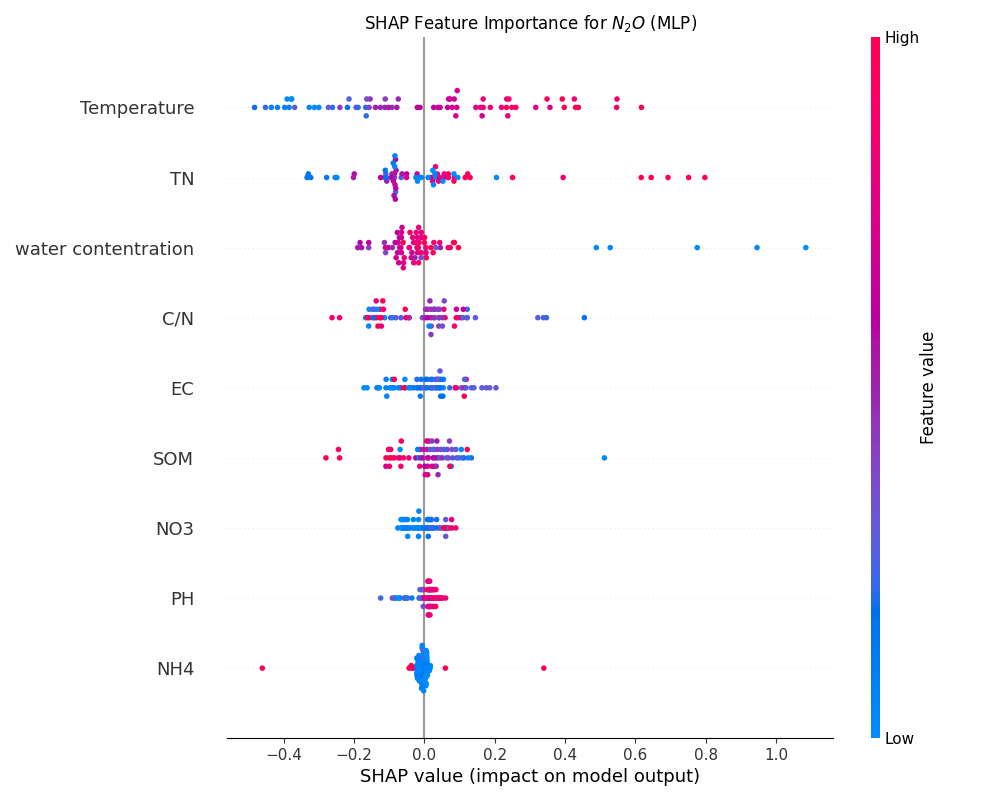 SHAP Feature Importance for N₂O (MLP)
High
Temperature
TN
water contentration
C/N
EC
SOM
NO3
PH
NH4
Feature value
Low
−0.4 −0.2 0.0 0.2 0.4 0.6 0.8 1.0
SHAP value (impact on model output)